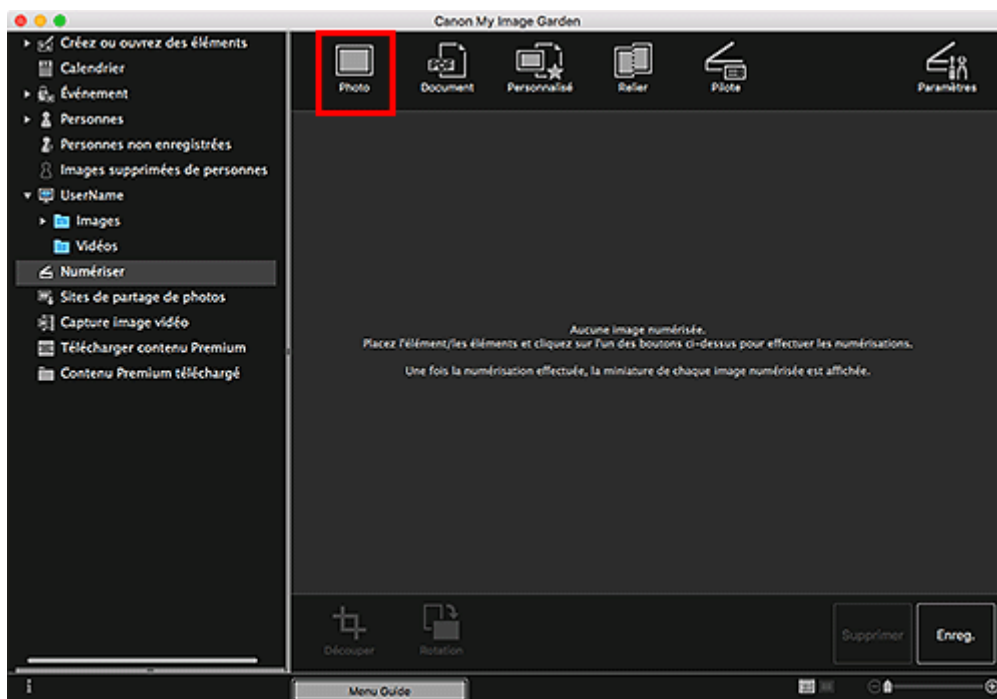 Canon My Image Garden
Créez ou ouvrez des éléments
Calendrier
Événement
Personnes
Personnes non enregistrées
Images supprimées de personnes
UserName
Images
Vidéos
Numériser
Sites de partage de photos
Capture image vidéo
Télécharger contenu Premium
Contenu Premium téléchargé
Photo
Document
Personnalisé
Relier
Pilote
Paramètres
Aucune image numérisée.
Placez l'élément/les éléments et cliquez sur l'un des boutons ci-dessus pour effectuer les numérisations.
Une fois la numérisation effectuée, la miniature de chaque image numérisée est affichée.
Découper
Rotation
Supprimer
Enreg.
Menu Guide